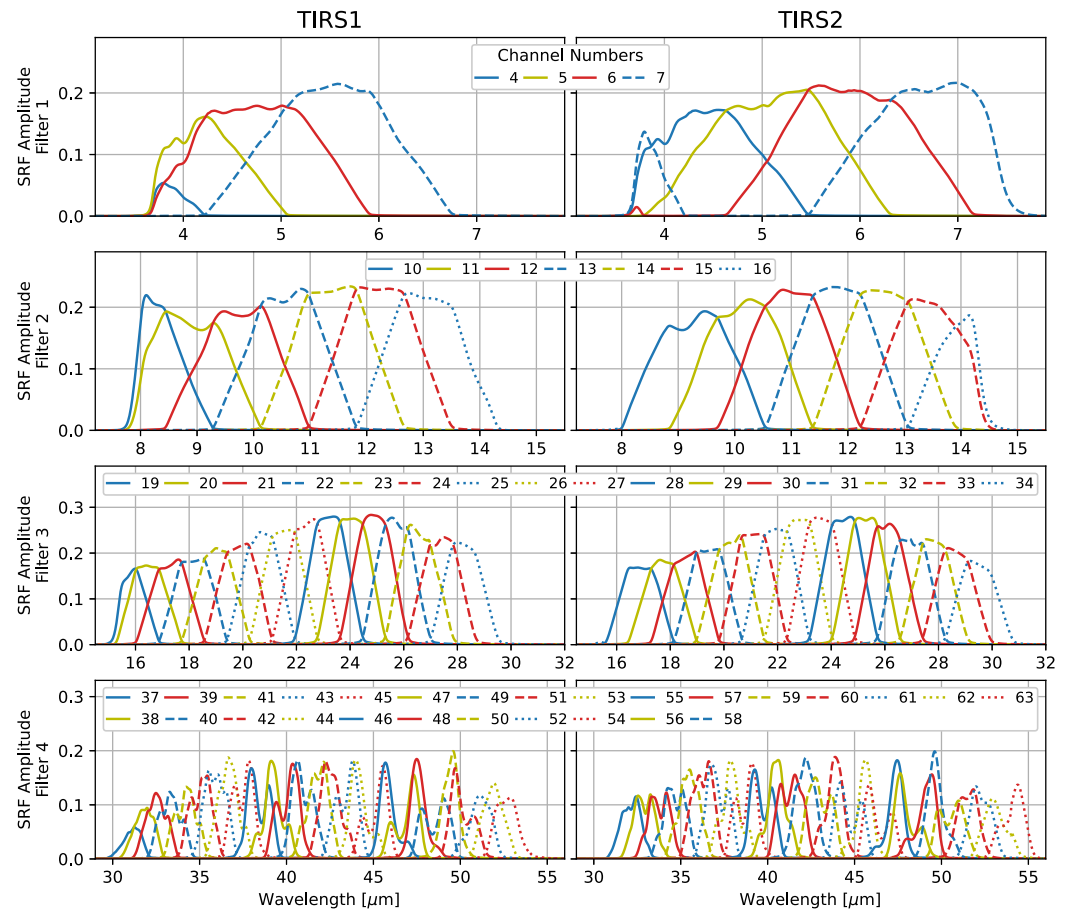 TIRS1 TIRS2
SRF Amplitude
Filter 1
Channel Numbers
4 5 6 7
0.2
0.1
0.0
4 5 6 7 4 5 6 7
SRF Amplitude
Filter 2
10 11 12 13 14 15 16
0.2
0.1
0.0
8 9 10 11 12 13 14 15 8 9 10 11 12 13 14 15
SRF Amplitude
Filter 3
19 20 21 22 23 24 25 26 27 28 29 30 31 32 33 34
0.3
0.2
0.1
0.0
16 18 20 22 24 26 28 30 32 16 18 20 22 24 26 28 30 32
SRF Amplitude
Filter 4
37 39 41 43 45 47 49 51 53 55 57 59 60 61 62 63
38 40 42 44 46 48 50 52 54 56 58
0.3
0.2
0.1
0.0
30 35 40 45 50 55 30 35 40 45 50 55
Wavelength [μm] Wavelength [μm]